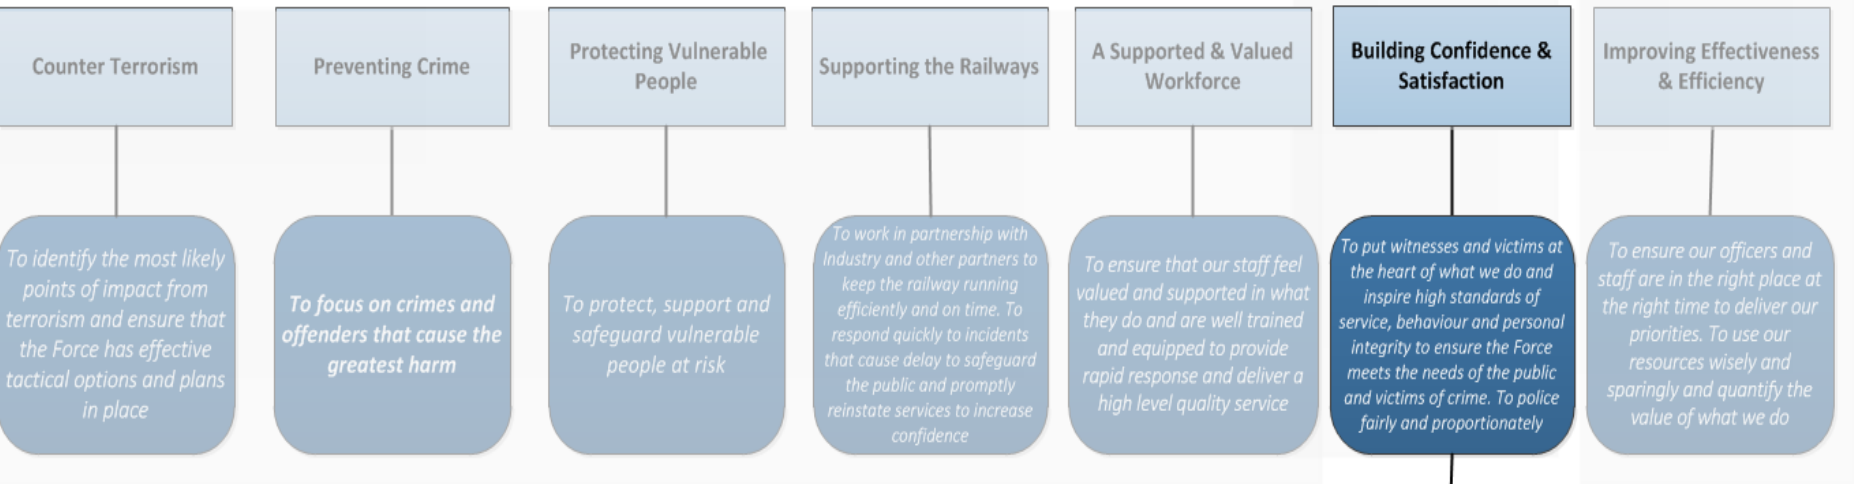 Counter Terrorism
Preventing Crime
Protecting Vulnerable
People
Supporting the Railways
A Supported & Valued
Workforce
Building Confidence &
Satisfaction
Improving Effectiveness
& Efficiency
To identify the most likely
points of impact from
terrorism and ensure that
the Force has effective
tactical options and plans
in place
To focus on crimes and
offenders that cause the
greatest harm
To protect, support and
safeguard vulnerable
people at risk
To work in partnership with
Industry and other partners to
keep the railway running
efficiently and on time. To
respond quickly to incidents
that cause delay to safeguard
the public and promptly
reinstate services to increase
confidence
To ensure that our staff feel
valued and supported in what
they do and are well trained
and equipped to provide
rapid response and deliver a
high level quality service
To put witnesses and victims at
the heart of what we do and
inspire high standards of
service, behaviour and personal
integrity to ensure the Force
meets the needs of the public
and victims of crime. To police
fairly and proportionately
To ensure our officers and
staff are in the right place at
the right time to deliver our
priorities. To use our
resources wisely and
sparingly and quantify the
value of what we do